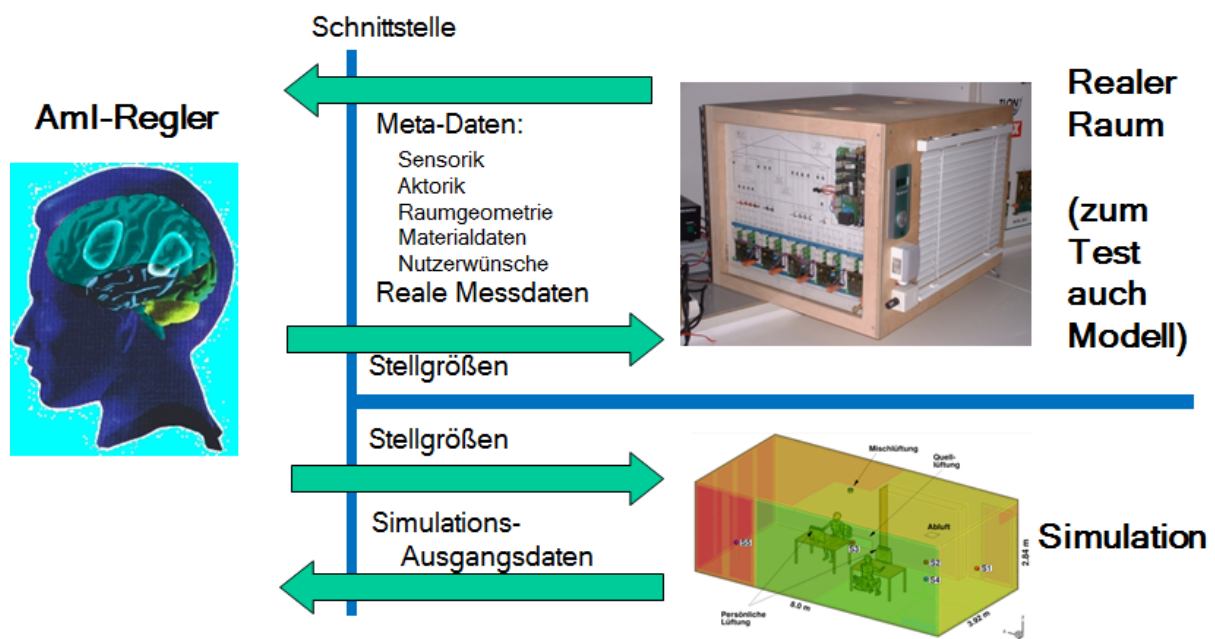 Schnittstelle
AmI-Regler
Meta-Daten:
Sensorik
Aktorik
Raumgeometrie
Materialdaten
Nutzerwünsche
Reale Messdaten
Stellgrößen
Realer
Raum
(zum
Test
auch
Modell)
Stellgrößen
Simulations-
Ausgangsdaten
Mischlüftung
Quell-
lüftung
Abluft
S3
S2
S4
S1
Persönliche
Lüftung
8.0 m
3.92 m
2.84 m
Simulation